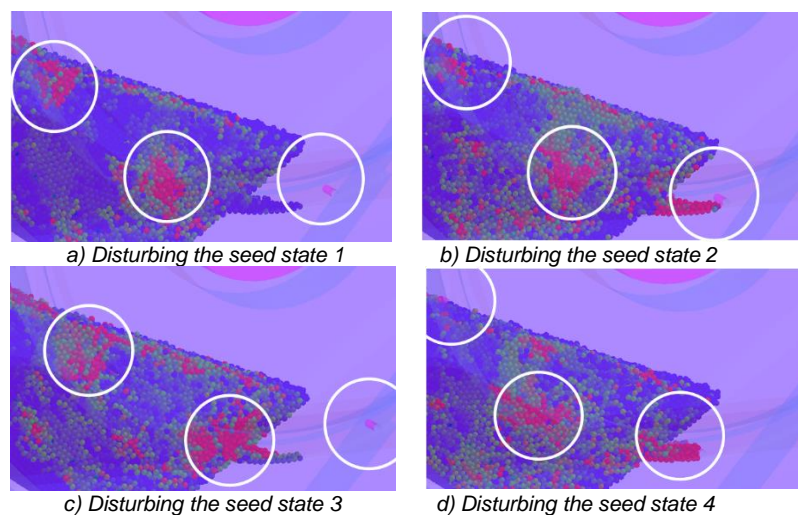 a) Disturbing the seed state 1
b) Disturbing the seed state 2
c) Disturbing the seed state 3
d) Disturbing the seed state 4